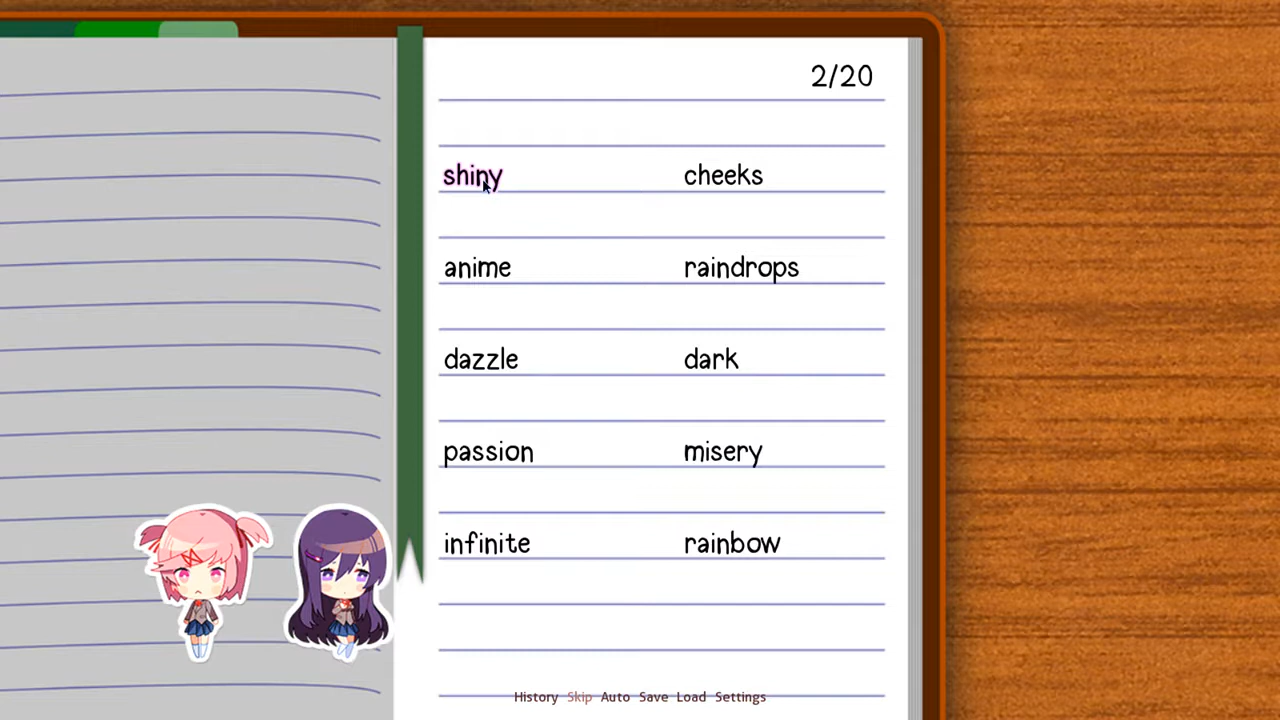 2/20
shiny cheeks
anime raindrops
dazzle dark
passion misery
infinite rainbow
History Skip Auto Save Load Settings